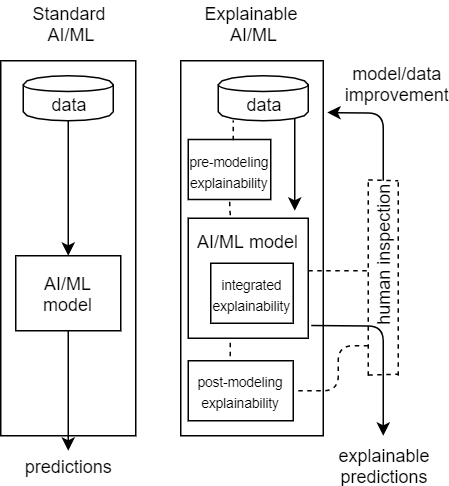 Standard
AI/ML
Explainable
AI/ML
data
AI/ML
model
predictions
data
pre-modeling
explainability
AI/ML model
integrated
explainability
post-modeling
explainability
model/data
improvement
human inspection
explainable
predictions